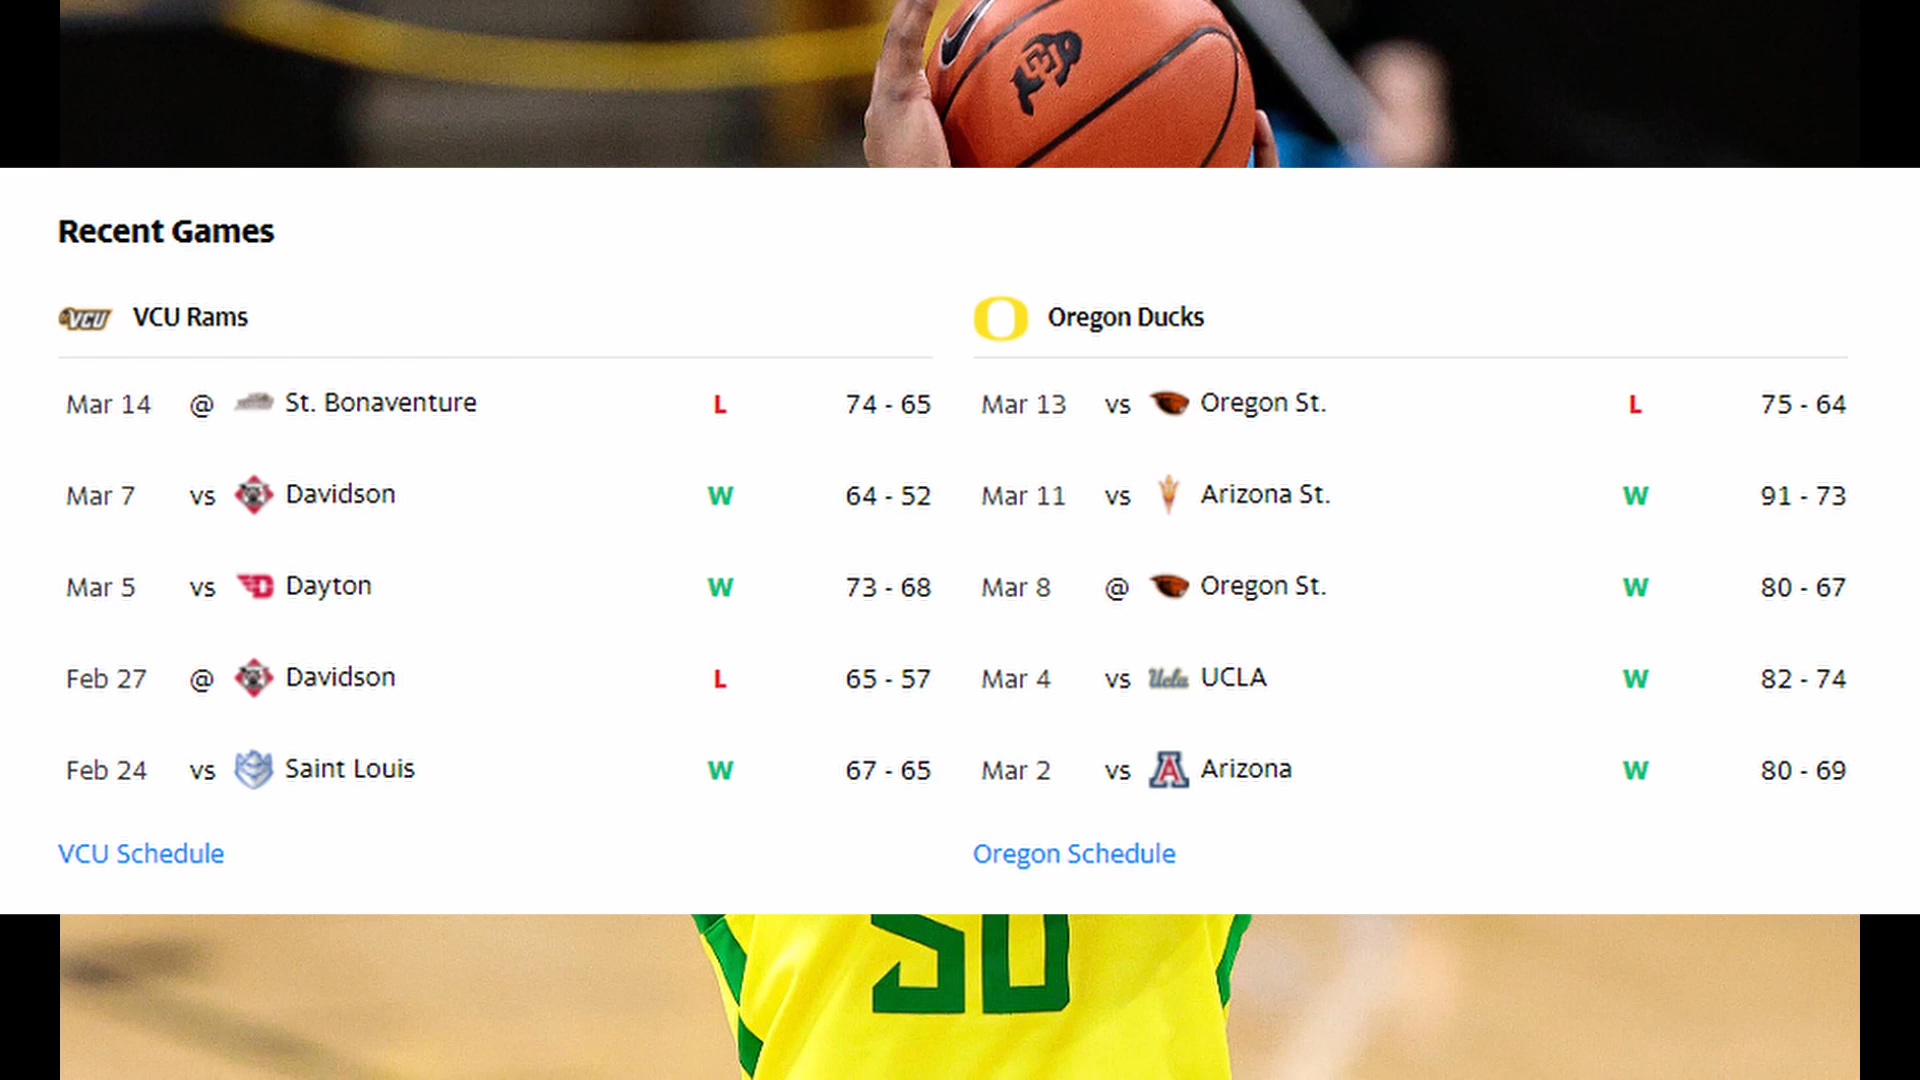 Recent Games
VCU VCU Rams
Mar 14 @ St. Bonaventure L 74 - 65
Mar 7 vs Davidson W 64 - 52
Mar 5 vs Dayton W 73 - 68
Feb 27 @ Davidson L 65 - 57
Feb 24 vs Saint Louis W 67 - 65
VCU Schedule
O Oregon Ducks
Mar 13 vs Oregon St. L 75 - 64
Mar 11 vs Arizona St. W 91 - 73
Mar 8 @ Oregon St. W 80 - 67
Mar 4 vs Ucla UCLA W 82 - 74
Mar 2 vs A Arizona W 80 - 69
Oregon Schedule
50